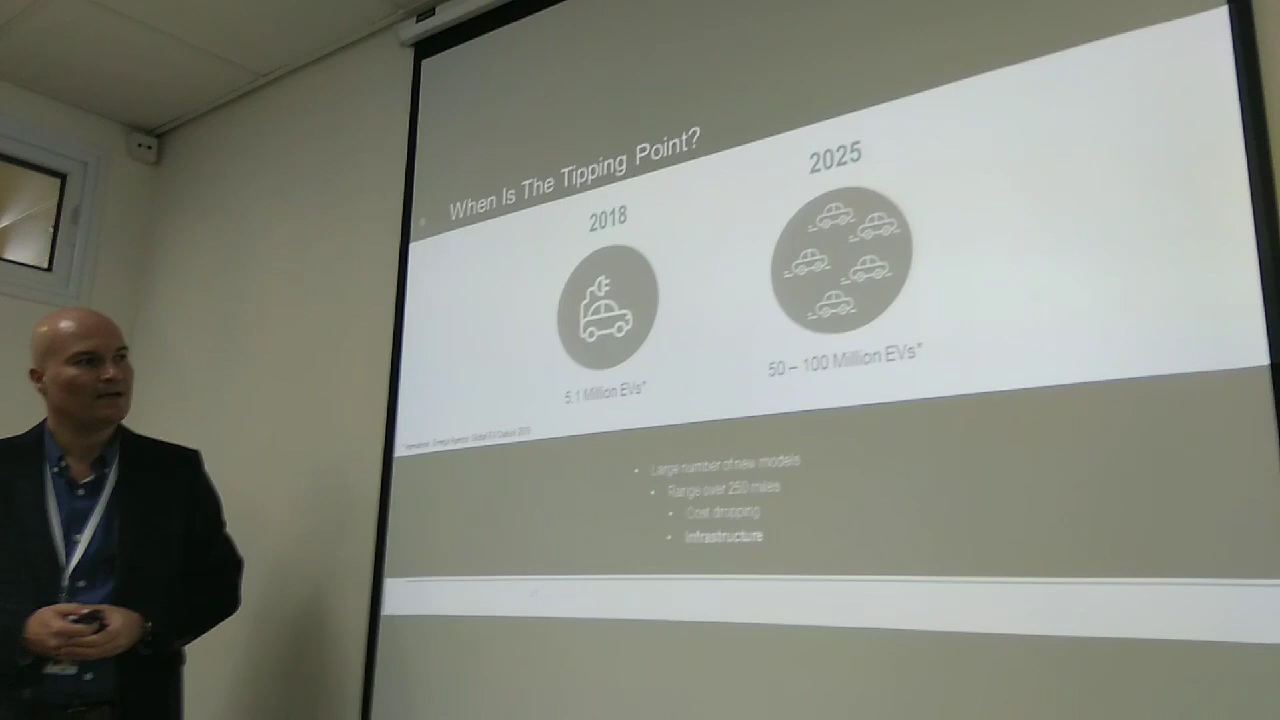 When Is The Tipping Point?
2018
2025
5.1 Million EVs*
50 – 100 Million EVs*
• Large number of new models
• Range over 250 miles
• Cost dropping
• Infrastructure